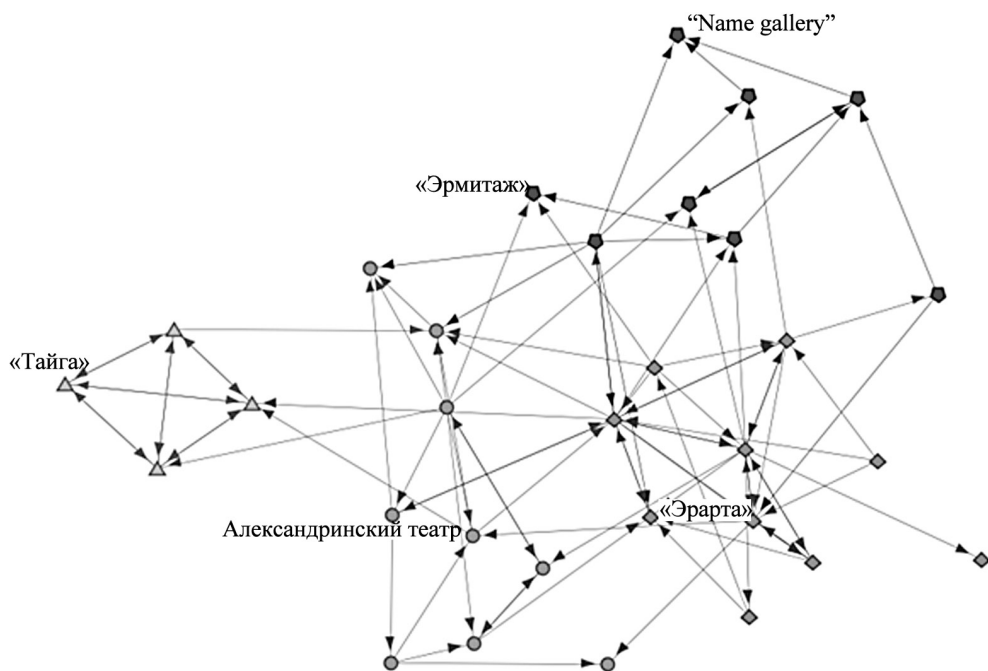 “Name gallery”
«Эрмитаж»
«Тайга»
«Эрарта»
Александринский театр